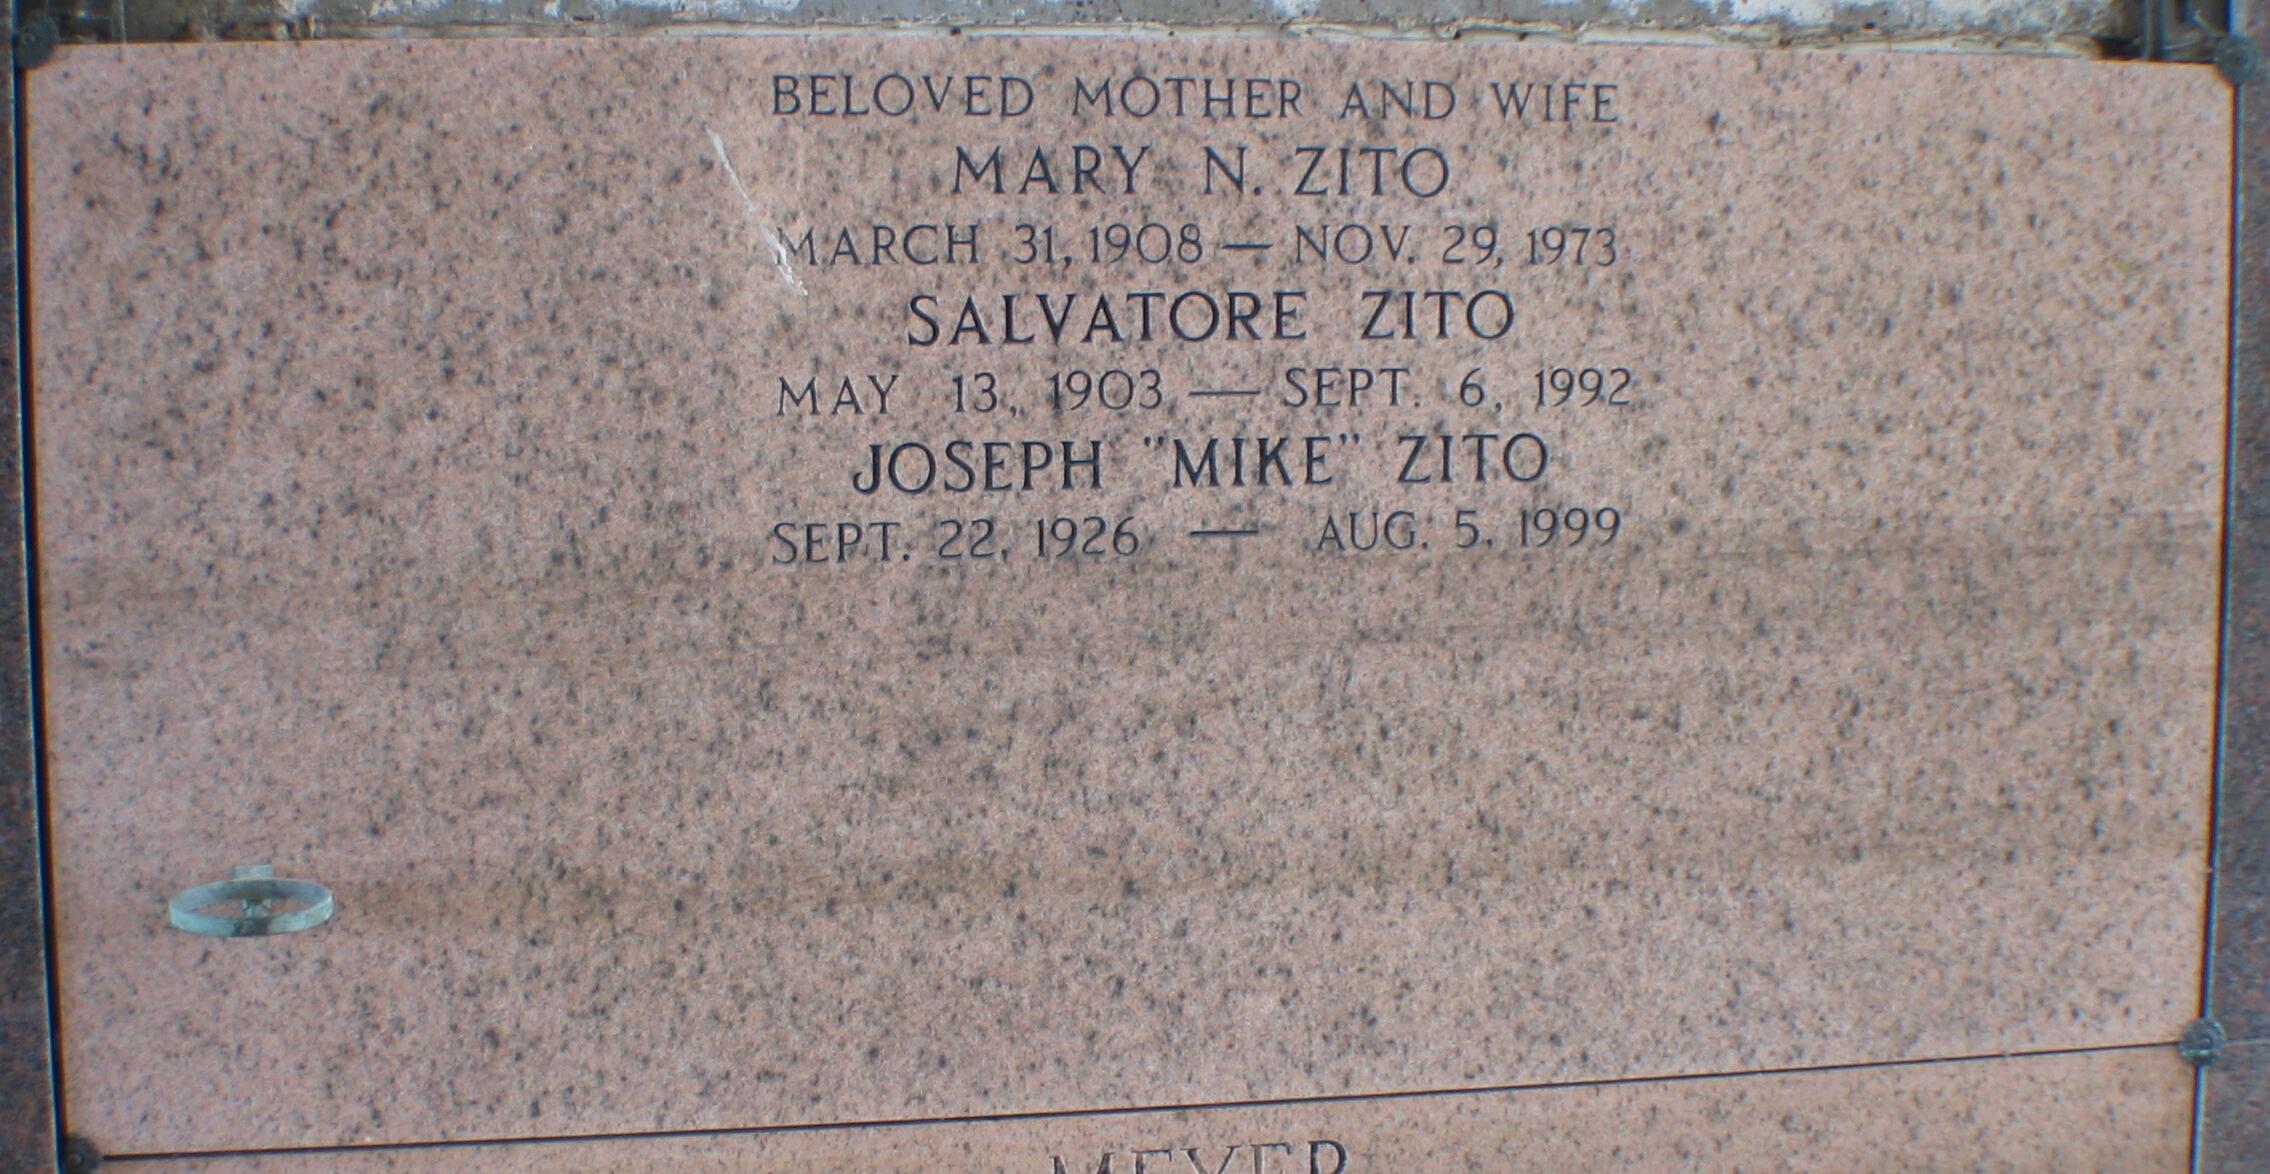 BELOVED MOTHER AND WIFE
MARY N. ZITO
MARCH 31, 1908 — NOV. 29, 1973
SALVATORE ZITO
MAY 13, 1903 — SEPT. 6, 1992
JOSEPH "MIKE" ZITO
SEPT. 22, 1926 — AUG. 5, 1999
MEYER